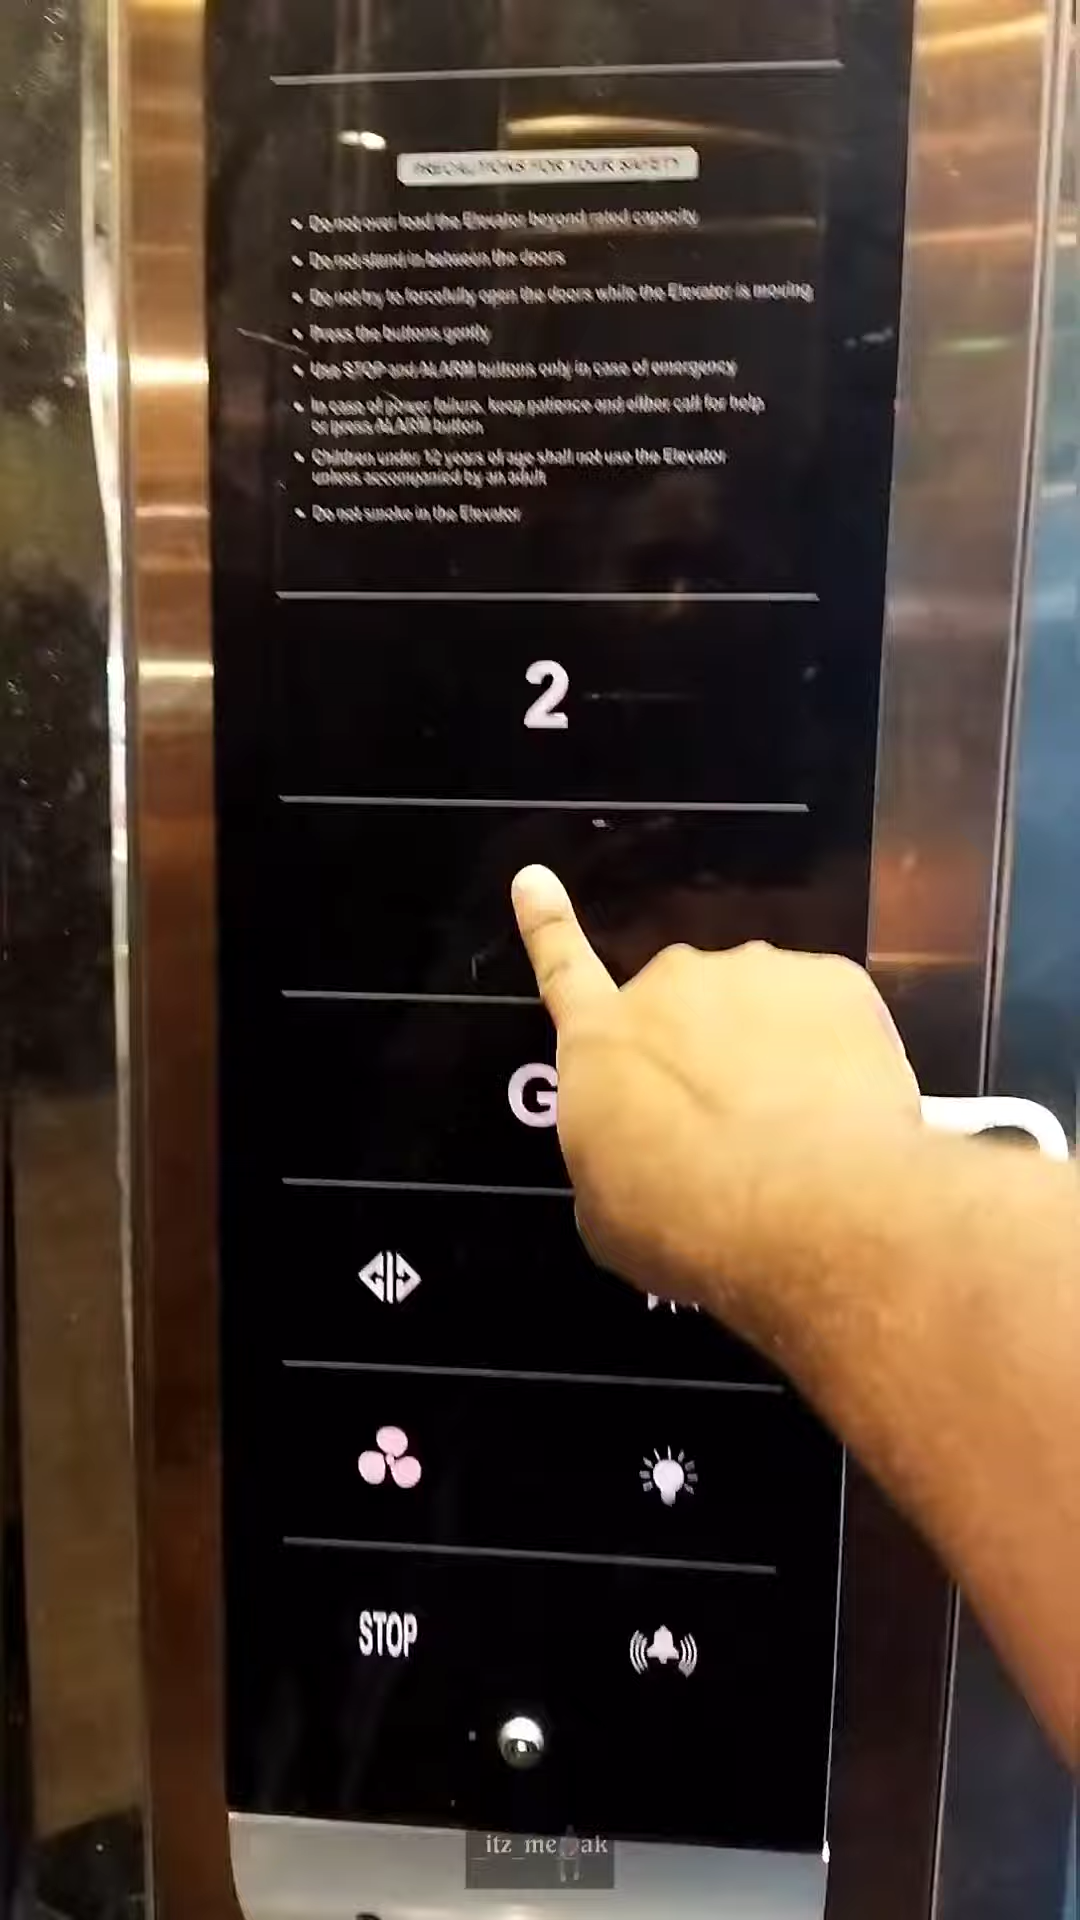 PRECAUTIONS FOR YOUR SAFETY
• Do not over load the Elevator beyond rated capacity
• Do not stand in between the doors
• Do not try to forcefully open the doors while the Elevator is moving
• Press the buttons gently
• Use STOP and ALARM buttons only in case of emergency
• In case of power failure, keep patience and either call for help
or press ALARM button.
• Children under 12 years of age shall not use the Elevator
unless accompanied by an adult
• Do not smoke in the Elevator
2
G
STOP